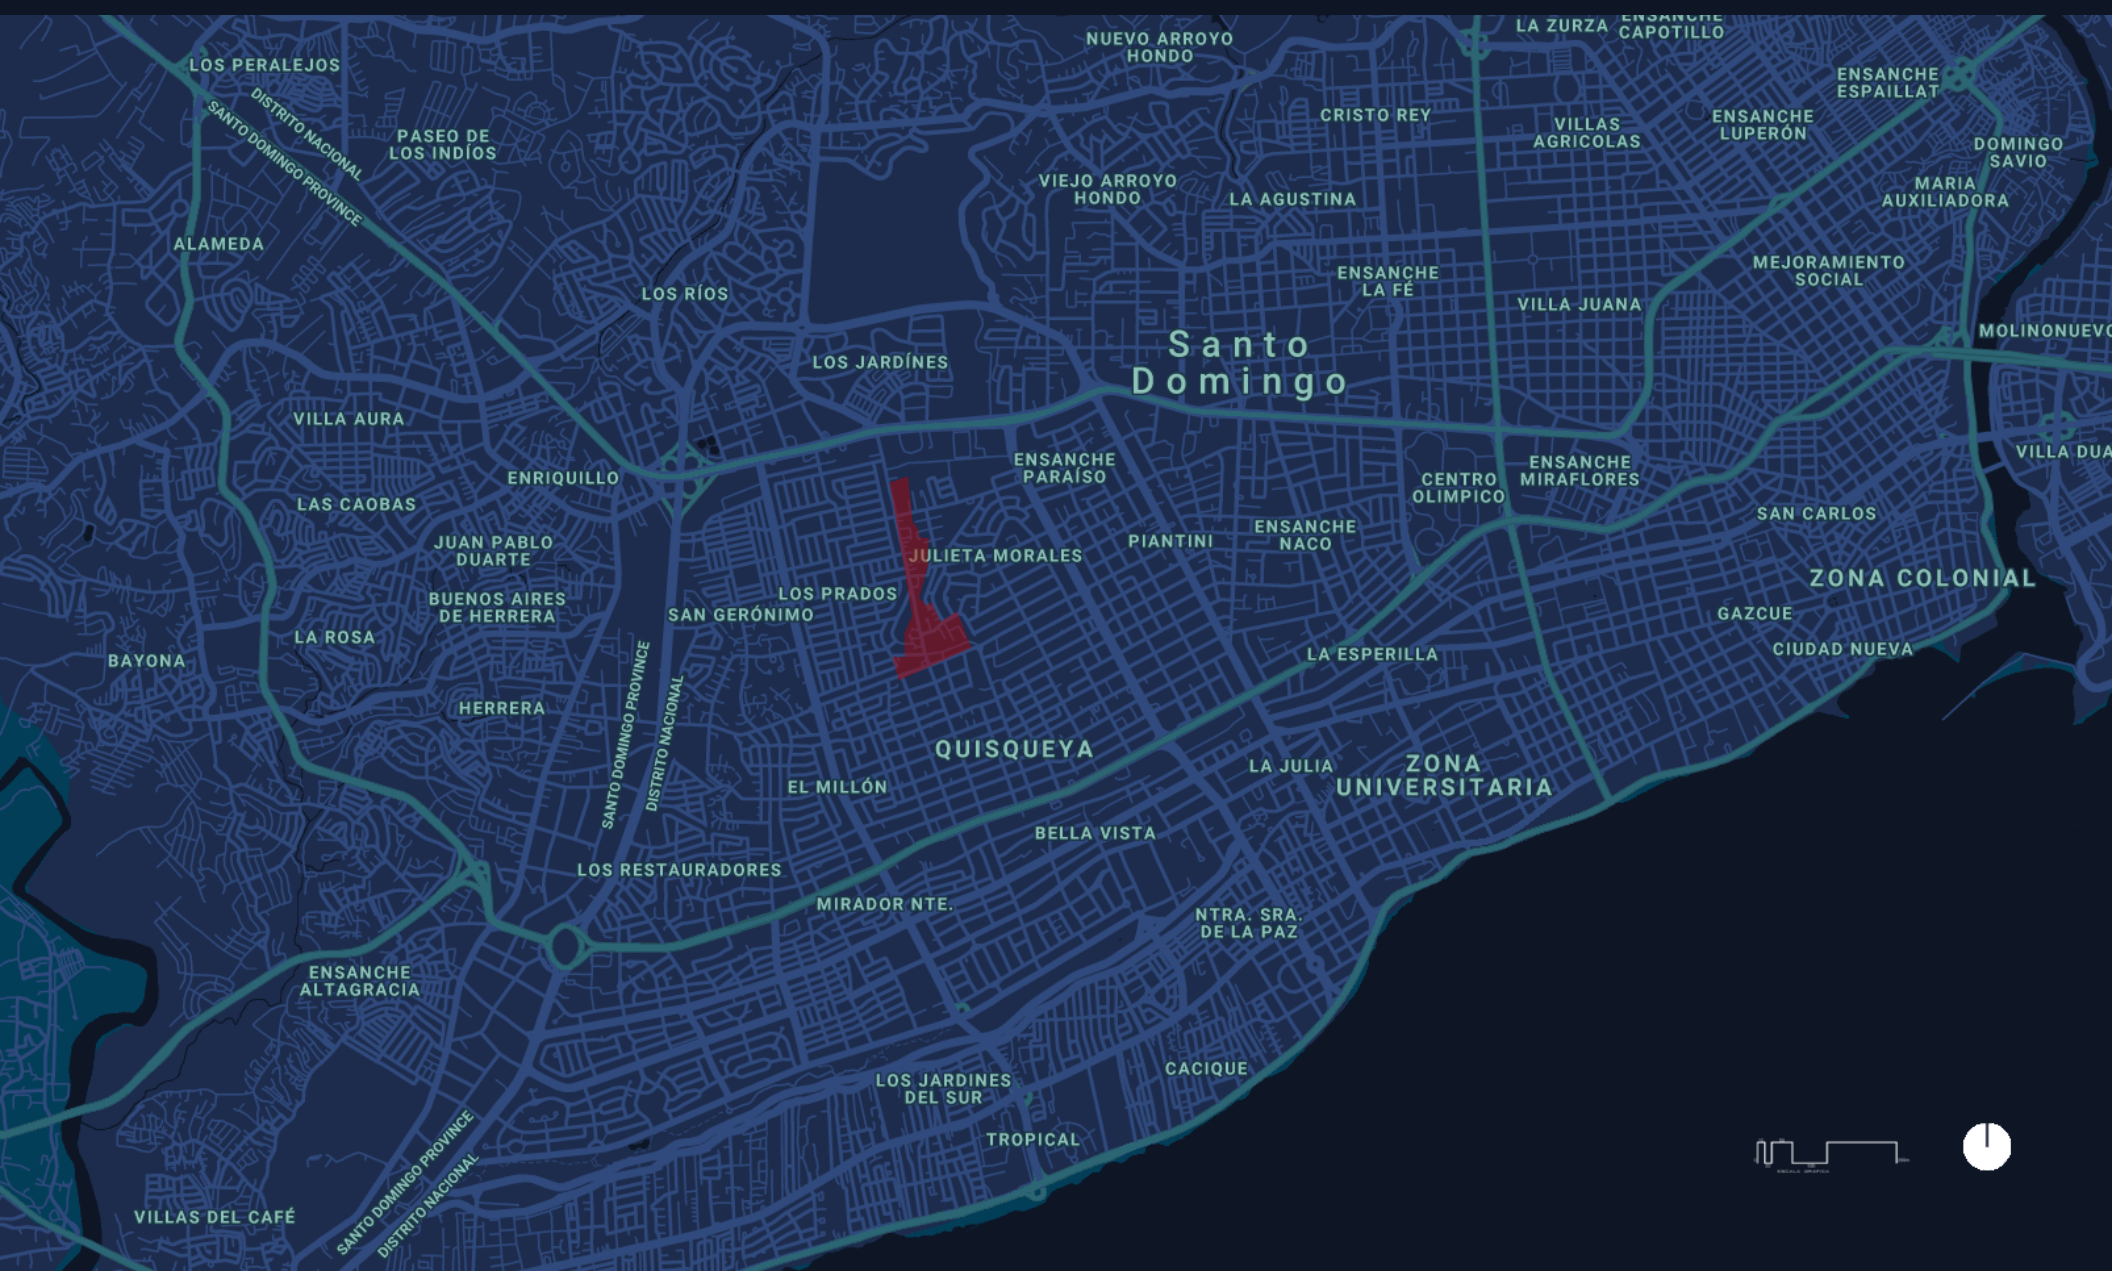 LA ZURZA
ENSANCHE
CAPOTILLO
NUEVO ARROYO
HONDO
LOS PERALEJOS
ENSANCHE
ESPAILLAT
DISTRITO NACIONAL
SANTO DOMINGO PROVINCE
PASEO DE
LOS INDÍOS
CRISTO REY
VILLAS
AGRICOLAS
ENSANCHE
LUPERÓN
DOMINGO
SAVIO
VIEJO ARROYO
HONDO
LA AGUSTINA
MARIA
AUXILIADORA
ALAMEDA
LOS RÍOS
ENSANCHE
LA FÉ
MEJORAMIENTO
SOCIAL
VILLA JUANA
MOLINONUEVO
Santo
Domingo
LOS JARDÍNES
VILLA AURA
ENRIQUILLO
ENSANCHE
PARAÍSO
CENTRO
OLIMPICO
ENSANCHE
MIRAFLORES
VILLA DUA
LAS CAOBAS
SAN CARLOS
JUAN PABLO
DUARTE
JULIETA MORALES
PIANTINI
ENSANCHE
NACO
ZONA COLONIAL
BUENOS AIRES
DE HERRERA
LOS PRADOS
SAN GERÓNIMO
GAZCUE
LA ROSA
BAYONA
LA ESPERILLA
CIUDAD NUEVA
HERRERA
SANTO DOMINGO PROVINCE
DISTRITO NACIONAL
QUISQUEYA
EL MILLÓN
LA JULIA
ZONA
UNIVERSITARIA
BELLA VISTA
LOS RESTAURADORES
MIRADOR NTE.
NTRA. SRA.
DE LA PAZ
ENSANCHE
ALTAGRACIA
CACIQUE
LOS JARDINES
DEL SUR
TROPICAL
SANTO DOMINGO PROVINCE
DISTRITO NACIONAL
VILLAS DEL CAFÉ
ESCALA GRAFICA